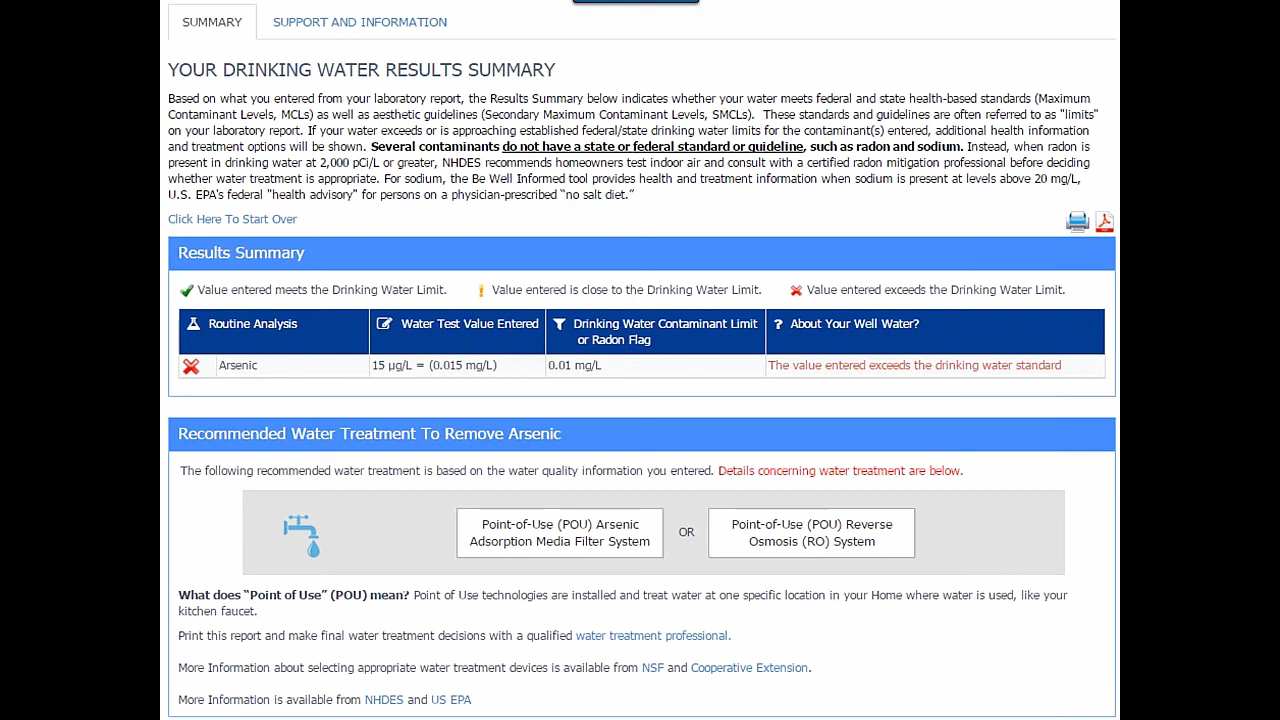 SUMMARY
SUPPORT AND INFORMATION
YOUR DRINKING WATER RESULTS SUMMARY
Based on what you entered from your laboratory report, the Results Summary below indicates whether your water meets federal and state health-based standards (Maximum
Contaminant Levels, MCLs) as well as aesthetic guidelines (Secondary Maximum Contaminant Levels, SMCLs). These standards and guidelines are often referred to as "limits"
on your laboratory report. If your water exceeds or is approaching established federal/state drinking water limits for the contaminant(s) entered, additional health information
and treatment options will be shown. Several contaminants do not have a state or federal standard or guideline, such as radon and sodium. Instead, when radon is
present in drinking water at 2,000 pCi/L or greater, NHDES recommends homeowners test indoor air and consult with a certified radon mitigation professional before deciding
whether water treatment is appropriate. For sodium, the Be Well Informed tool provides health and treatment information when sodium is present at levels above 20 mg/L,
U.S. EPA's federal "health advisory" for persons on a physician-prescribed “no salt diet.”
Click Here To Start Over
Results Summary
Value entered meets the Drinking Water Limit.
Value entered is close to the Drinking Water Limit.
Value entered exceeds the Drinking Water Limit.
Routine Analysis
Water Test Value Entered
Drinking Water Contaminant Limit
or Radon Flag
? About Your Well Water?
Arsenic
15 µg/L = (0.015 mg/L)
0.01 mg/L
The value entered exceeds the drinking water standard
Recommended Water Treatment To Remove Arsenic
The following recommended water treatment is based on the water quality information you entered. Details concerning water treatment are below.
Point-of-Use (POU) Arsenic
Adsorption Media Filter System
OR
Point-of-Use (POU) Reverse
Osmosis (RO) System
What does “Point of Use” (POU) mean? Point of Use technologies are installed and treat water at one specific location in your Home where water is used, like your
kitchen faucet.
Print this report and make final water treatment decisions with a qualified water treatment professional.
More Information about selecting appropriate water treatment devices is available from NSF and Cooperative Extension.
More Information is available from NHDES and US EPA